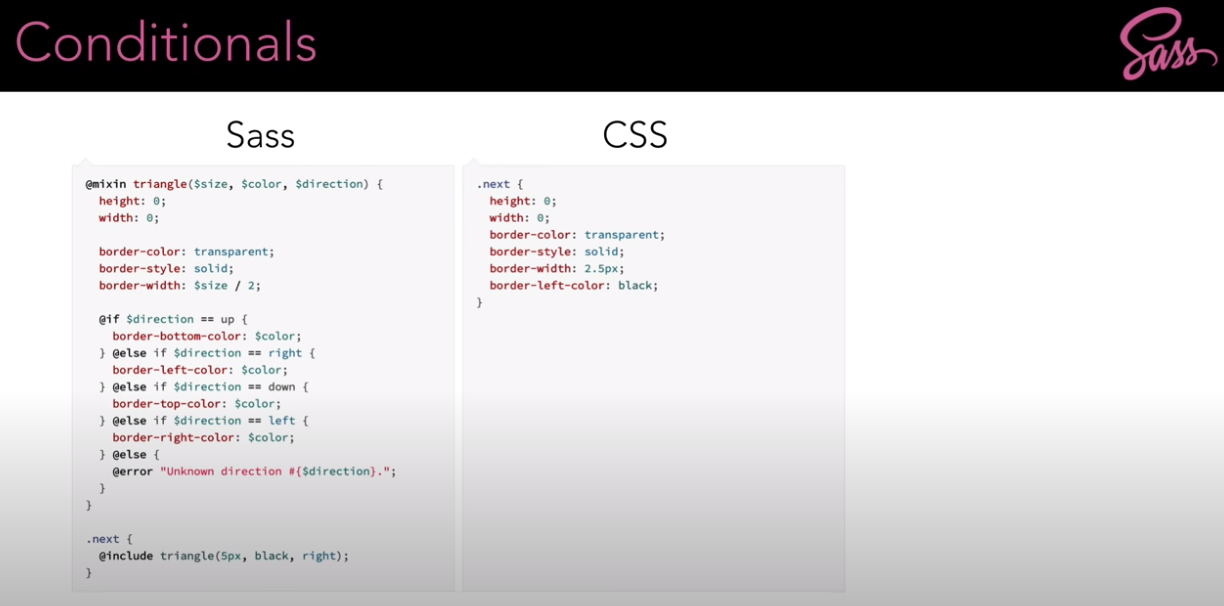 Conditionals
Sass
Sass
CSS
@mixin triangle($size, $color, $direction) {
height: 0;
width: 0;
border-color: transparent;
border-style: solid;
border-width: $size / 2;
@if $direction == up {
border-bottom-color: $color;
} @else if $direction == right {
border-left-color: $color;
} @else if $direction == down {
border-top-color: $color;
} @else if $direction == left {
border-right-color: $color;
} @else {
@error "Unknown direction #{$direction}.";
}
}
.next {
@include triangle(5px, black, right);
}
.next {
height: 0;
width: 0;
border-color: transparent;
border-style: solid;
border-width: 2.5px;
border-left-color: black;
}